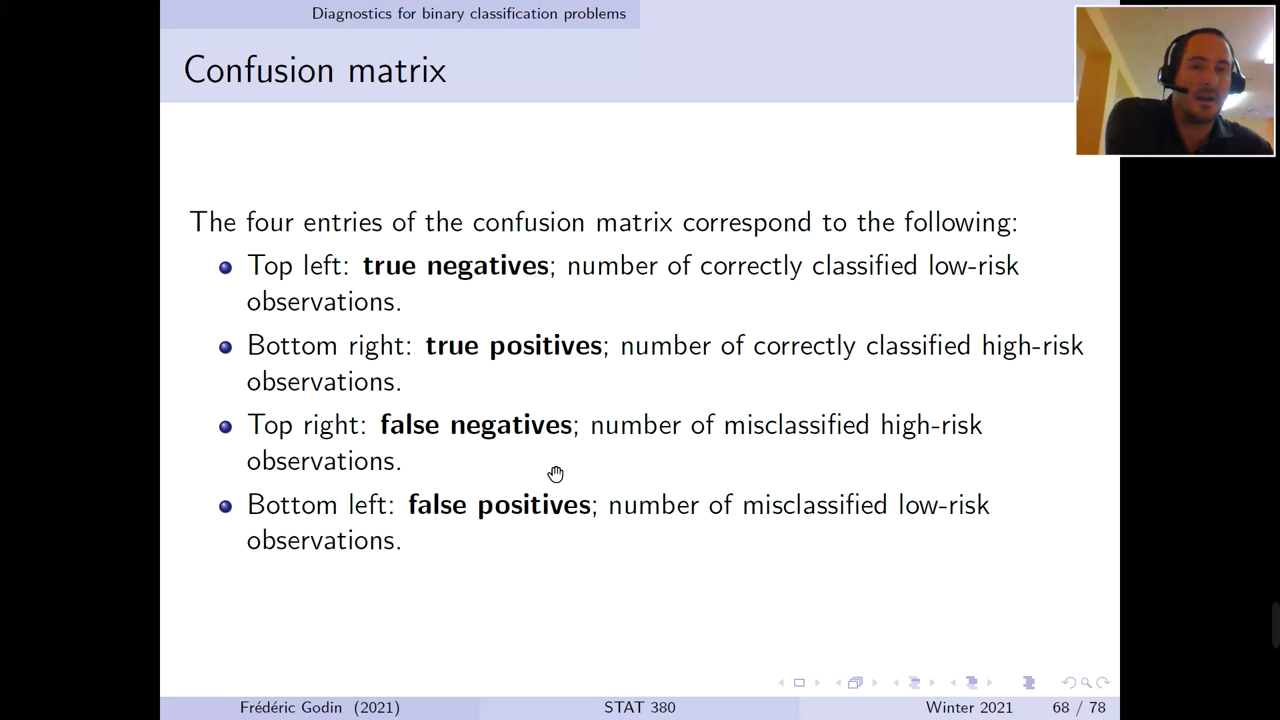 Diagnostics for binary classification problems
Confusion matrix
The four entries of the confusion matrix correspond to the following:
Top left: true negatives; number of correctly classified low-risk
observations.
Bottom right: true positives; number of correctly classified high-risk
observations.
Top right: false negatives; number of misclassified high-risk
observations.
Bottom left: false positives; number of misclassified low-risk
observations.
Frédéric Godin (2021) STAT 380 Winter 2021 68 / 78